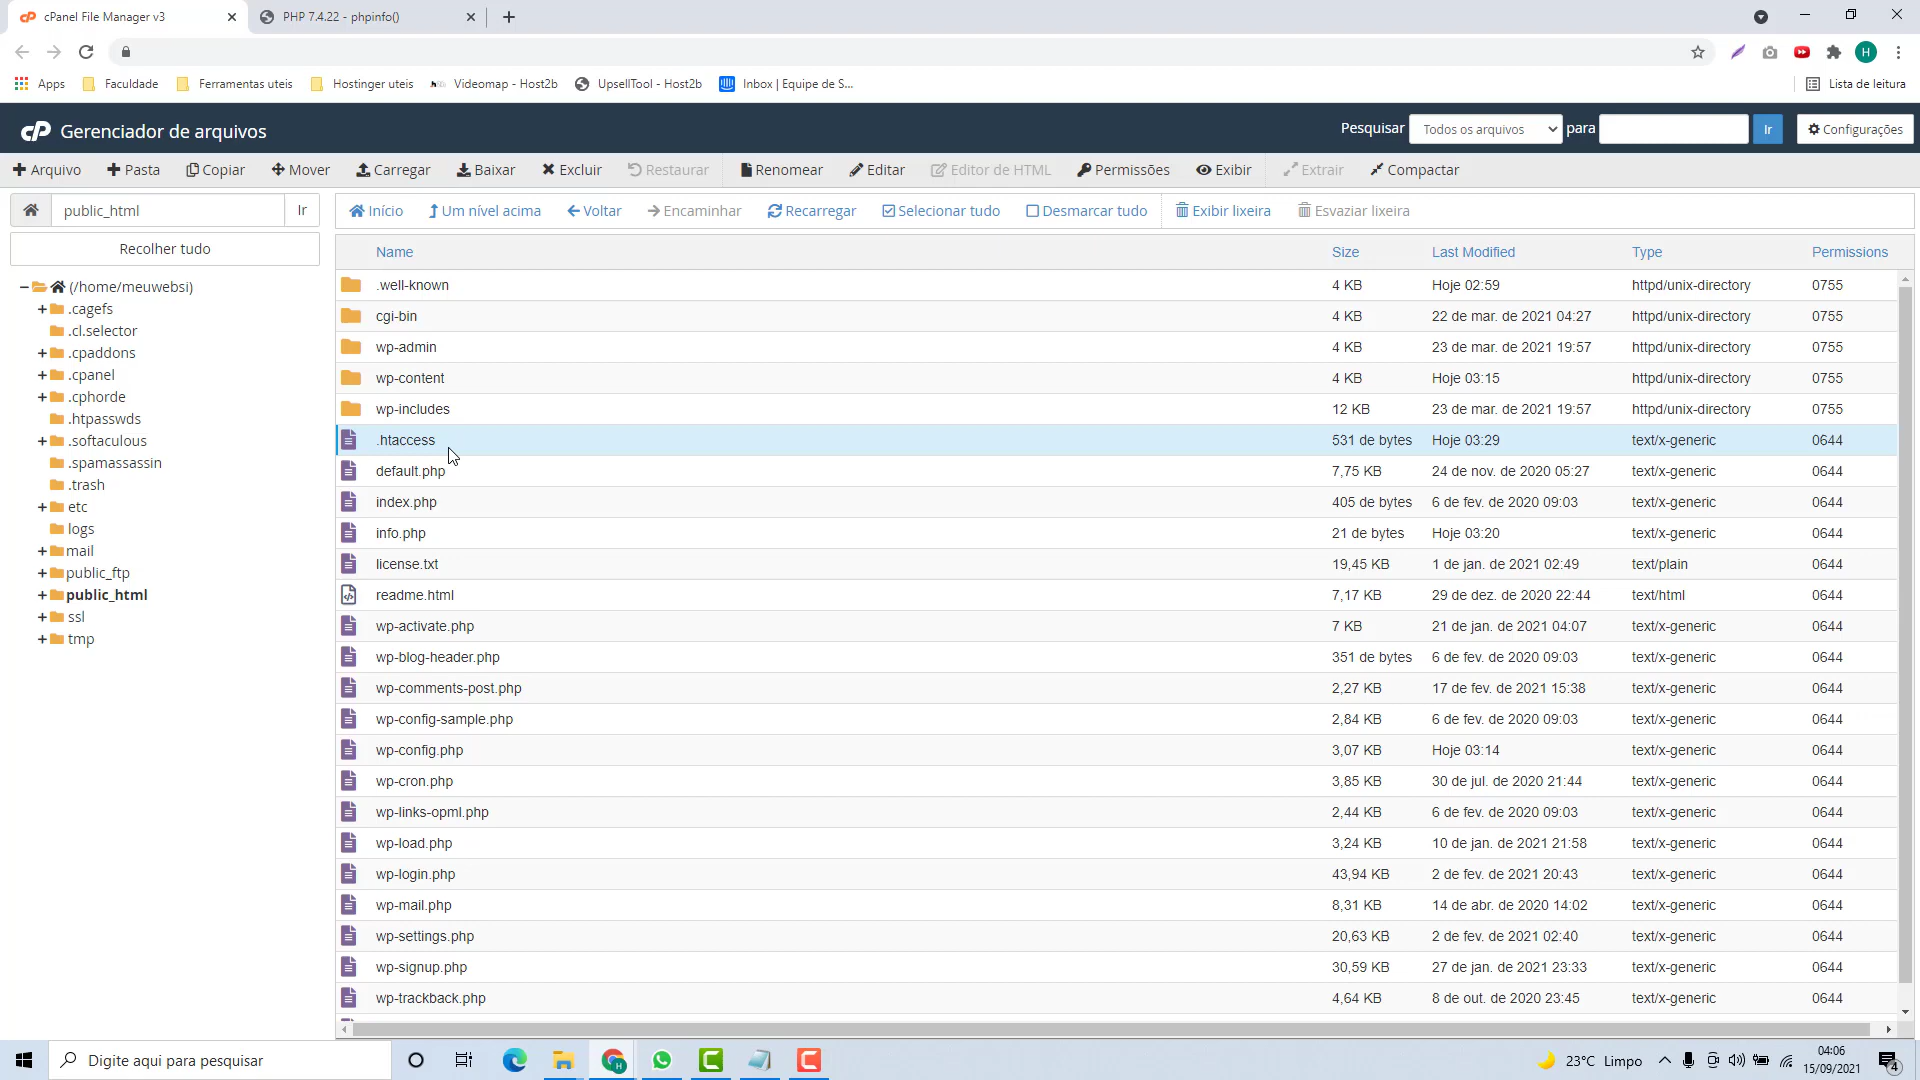 cPanel File Manager v3
PHP 7.4.22 - phpinfo()
H
Apps
Faculdade
Ferramentas uteis
Hostinger uteis
Videomap - Host2b
UpsellTool - Host2b
Inbox | Equipe de S...
Lista de leitura
cP Gerenciador de arquivos
Pesquisar
Todos os arquivos
para
Ir
Configurações
Arquivo
Pasta
Copiar
Mover
Carregar
Baixar
Excluir
Restaurar
Renomear
Editar
Editor de HTML
Permissões
Exibir
Extrair
Compactar
public_html
Ir
Início
Um nível acima
Voltar
Encaminhar
Recarregar
Selecionar tudo
Desmarcar tudo
Exibir lixeira
Esvaziar lixeira
Recolher tudo
(/home/meuwebsi)
.cagefs
.cl.selector
.cpaddons
.cpanel
.cphorde
.htpasswds
.softaculous
.spamassassin
.trash
etc
logs
mail
public_ftp
public_html
ssl
tmp
Name Size Last Modified Type Permissions
.well-known 4 KB Hoje 02:59 httpd/unix-directory 0755
cgi-bin 4 KB 22 de mar. de 2021 04:27 httpd/unix-directory 0755
wp-admin 4 KB 23 de mar. de 2021 19:57 httpd/unix-directory 0755
wp-content 4 KB Hoje 03:15 httpd/unix-directory 0755
wp-includes 12 KB 23 de mar. de 2021 19:57 httpd/unix-directory 0755
.htaccess 531 de bytes Hoje 03:29 text/x-generic 0644
default.php 7,75 KB 24 de nov. de 2020 05:27 text/x-generic 0644
index.php 405 de bytes 6 de fev. de 2020 09:03 text/x-generic 0644
info.php 21 de bytes Hoje 03:20 text/x-generic 0644
license.txt 19,45 KB 1 de jan. de 2021 02:49 text/plain 0644
readme.html 7,17 KB 29 de dez. de 2020 22:44 text/html 0644
wp-activate.php 7 KB 21 de jan. de 2021 04:07 text/x-generic 0644
wp-blog-header.php 351 de bytes 6 de fev. de 2020 09:03 text/x-generic 0644
wp-comments-post.php 2,27 KB 17 de fev. de 2021 15:38 text/x-generic 0644
wp-config-sample.php 2,84 KB 6 de fev. de 2020 09:03 text/x-generic 0644
wp-config.php 3,07 KB Hoje 03:14 text/x-generic 0644
wp-cron.php 3,85 KB 30 de jul. de 2020 21:44 text/x-generic 0644
wp-links-opml.php 2,44 KB 6 de fev. de 2020 09:03 text/x-generic 0644
wp-load.php 3,24 KB 10 de jan. de 2021 21:58 text/x-generic 0644
wp-login.php 43,94 KB 2 de fev. de 2021 20:43 text/x-generic 0644
wp-mail.php 8,31 KB 14 de abr. de 2020 14:02 text/x-generic 0644
wp-settings.php 20,63 KB 2 de fev. de 2021 02:40 text/x-generic 0644
wp-signup.php 30,59 KB 27 de jan. de 2021 23:33 text/x-generic 0644
wp-trackback.php 4,64 KB 8 de out. de 2020 23:45 text/x-generic 0644
Digite aqui para pesquisar
23°C Limpo
04:06
15/09/2021
4